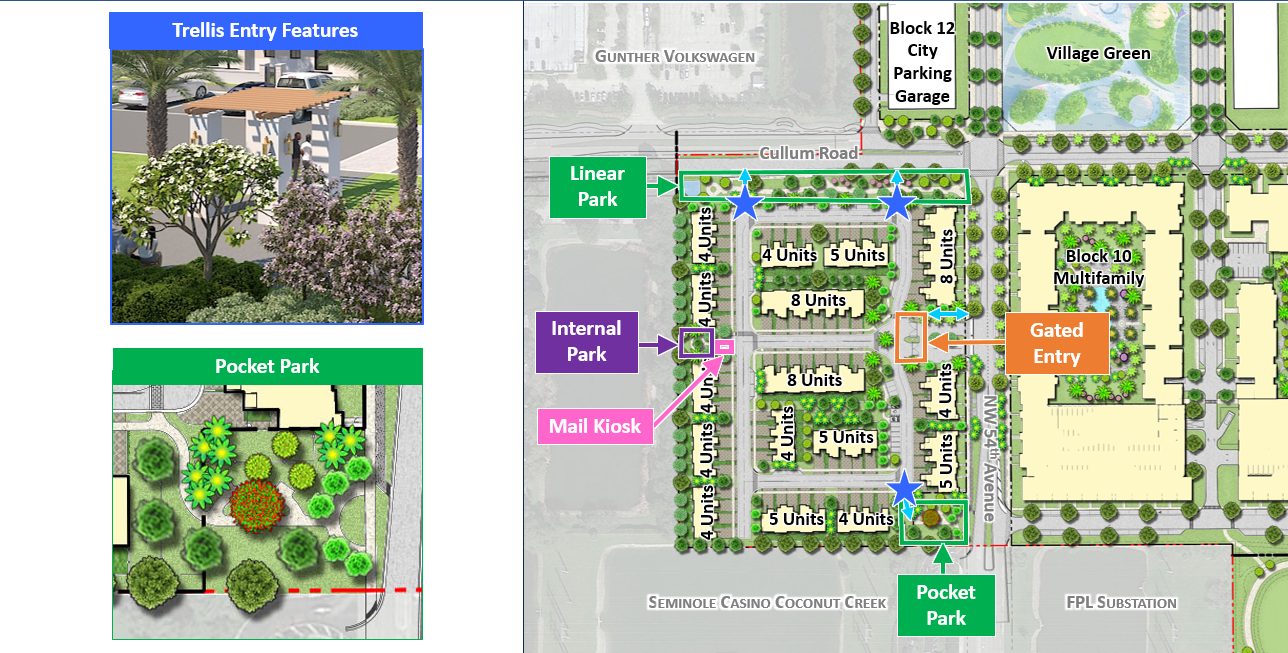 Trellis Entry Features
Pocket Park
GUNTHER VOLKSWAGEN
Block 12
City
Parking
Garage
Village Green
Cullum Road
Linear
Park
4 Units
4 Units
5 Units
8 Units
8 Units
4 Units
Block 10
Multifamily
Internal
Park
Gated
Entry
Mail Kiosk
4 Units
8 Units
4 Units
4 Units
4 Units
5 Units
5 Units
NW 54th Avenue
4 Units
5 Units
4 Units
SEMINOLE CASINO COCONUT CREEK
Pocket
Park
FPL SUBSTATION